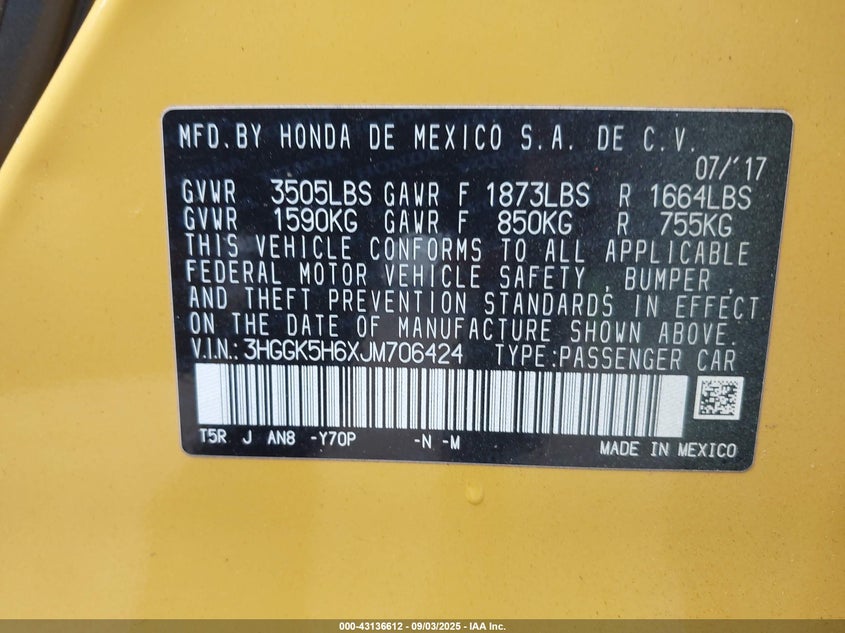 MFD.BY HONDA DE MEXICO S.A. DE C.V.
07/'17
GVWR 3505LBS GAWR F 1873LBS R 1664LBS
GVWR 1590KG GAWR F 850KG R 755KG
THIS VEHICLE CONFORMS TO ALL APPLICABLE
FEDERAL MOTOR VEHICLE SAFETY , BUMPER ,
AND THEFT PREVENTION STANDARDS IN EFFECT
ON THE DATE OF MANUFACTURE SHOWN ABOVE.
V.I.N.: 3HGGK5H6XJM706424 TYPE:PASSENGER CAR
T5R J AN8 -Y70P -N -M
MADE IN MEXICO
000-43136612 - 09/03/2025 - IAA Inc.